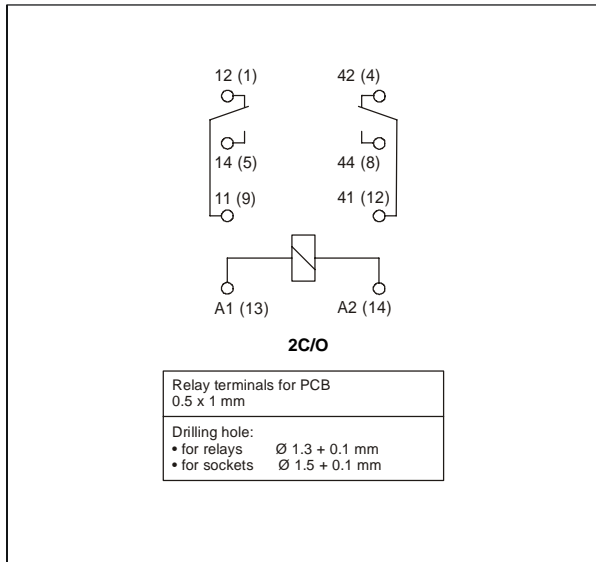 12 (1) 42 (4)
14 (5) 44 (8)
11 (9) 41 (12)
A1 (13) A2 (14)
2C/O
Relay terminals for PCB
0.5 x 1 mm
Drilling hole:
• for relays Ø 1.3 + 0.1 mm
• for sockets Ø 1.5 + 0.1 mm